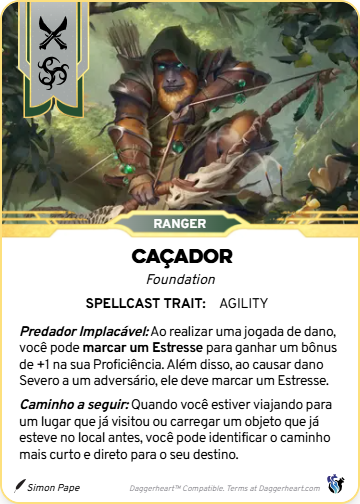 RANGER
CAÇADOR
Foundation
SPELLCAST TRAIT: AGILITY
Predador Implacável: Ao realizar uma jogada de dano,
você pode marcar um Estresse para ganhar um bônus
de +1 na sua Proficiência. Além disso, ao causar dano
Severo a um adversário, ele deve marcar um Estresse.
Caminho a seguir: Quando você estiver viajando para
um lugar que já visitou ou carregar um objeto que já
esteve no local antes, você pode identificar o caminho
mais curto e direto para o seu destino.
Simon Pape
Daggerheart™ Compatible. Terms at Daggerheart.com